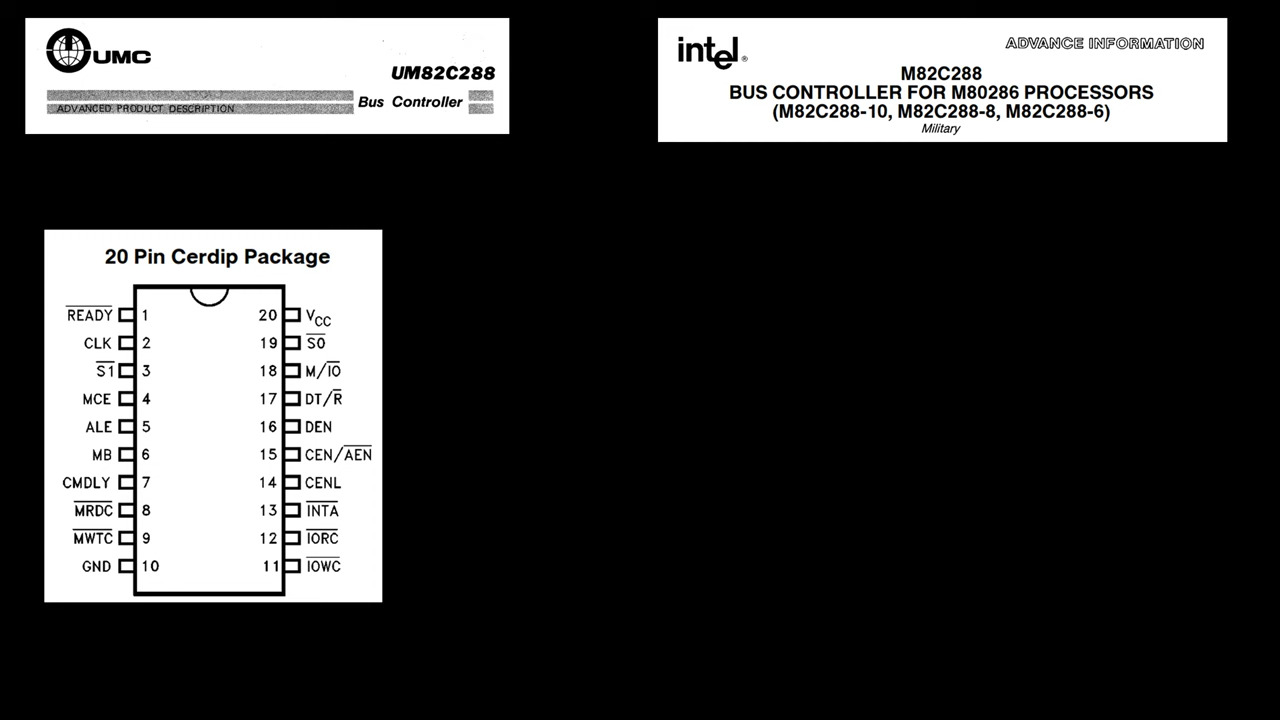 UMC
UM82C288
ADVANCED PRODUCT DESCRIPTION
Bus Controller
intel®
ADVANCE INFORMATION
M82C288
BUS CONTROLLER FOR M80286 PROCESSORS
(M82C288-10, M82C288-8, M82C288-6)
Military
20 Pin Cerdip Package
READY 1 20 VCC
CLK 2 19 S0
S1 3 18 M/IO
MCE 4 17 DT/R
ALE 5 16 DEN
MB 6 15 CEN/AEN
CMDLY 7 14 CENL
MRDC 8 13 INTA
MWTC 9 12 IORC
GND 10 11 IOWC